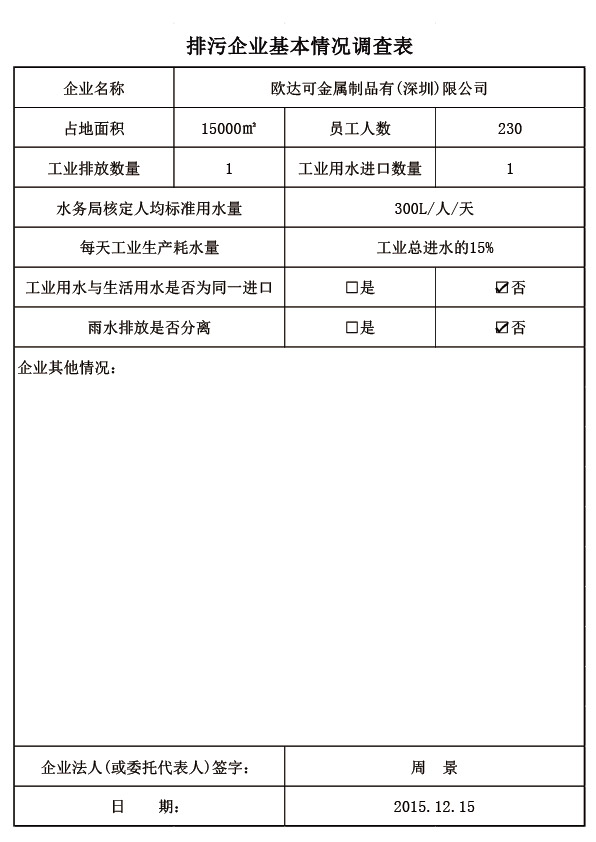 排污企业基本情况调查表
企业名称 欧达可金属制品有(深圳)限公司
占地面积 15000㎡ 员工人数 230
工业排放数量 1 工业用水进口数量 1
水务局核定人均标准用水量 300L/人/天
每天工业生产耗水量 工业总进水的15%
工业用水与生活用水是否为同一进口 □是 ☑否
雨水排放是否分离 □是 ☑否
企业其他情况：
企业法人(或委托代表人)签字： 周 景
日 期： 2015.12.15